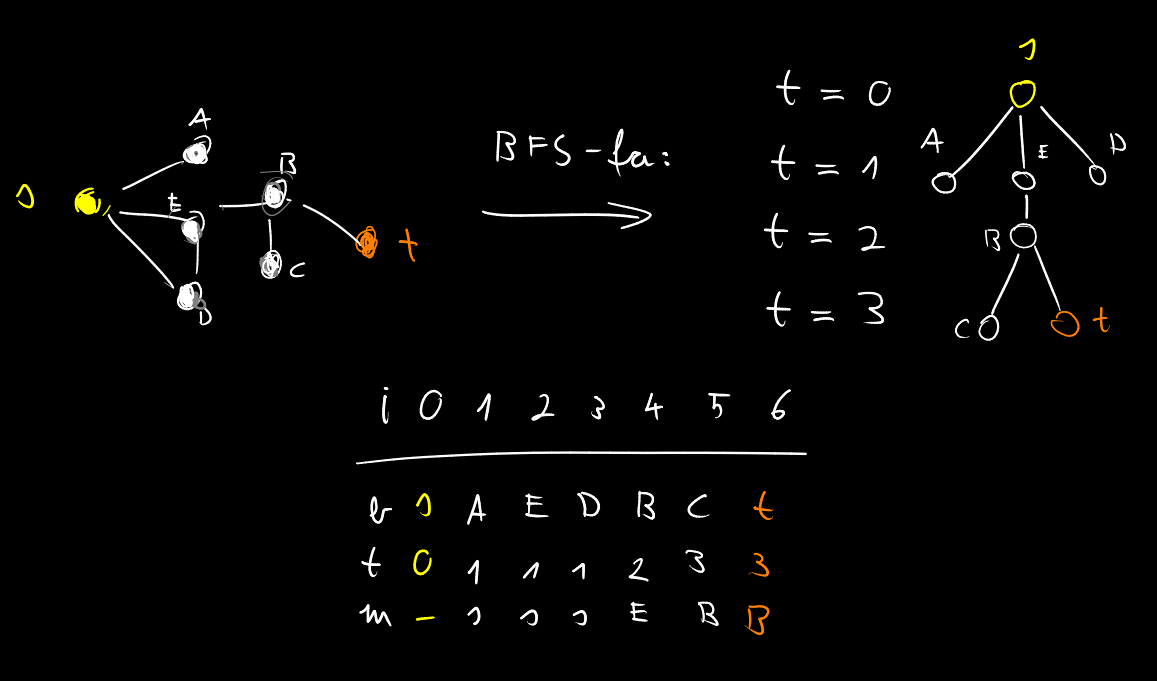 A
B
s
E
t
C
D
BFS-fa:
t = 0
t = 1
t = 2
t = 3
s
A
E
D
B
C
t
i 0 1 2 3 4 5 6
b s A E D B C t
t 0 1 1 1 2 3 3
m - s s s E B B